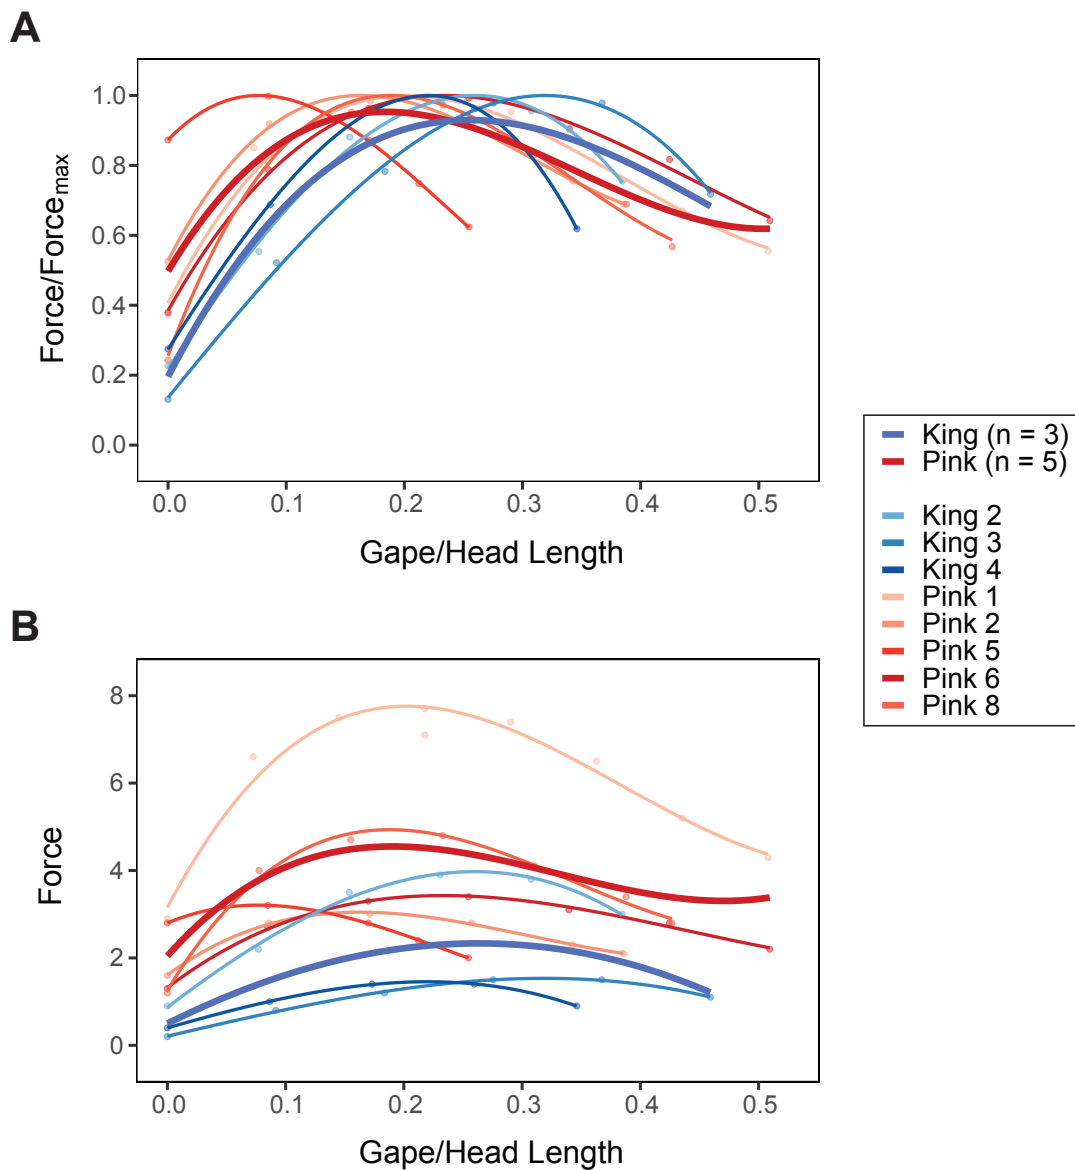 A
1.0
0.8
0.6
0.4
0.2
0.0
Force/Forcemax
0.0 0.1 0.2 0.3 0.4 0.5
Gape/Head Length
King (n = 3)
Pink (n = 5)
King 2
King 3
King 4
Pink 1
Pink 2
Pink 5
Pink 6
Pink 8
B
8
6
4
2
0
Force
0.0 0.1 0.2 0.3 0.4 0.5
Gape/Head Length